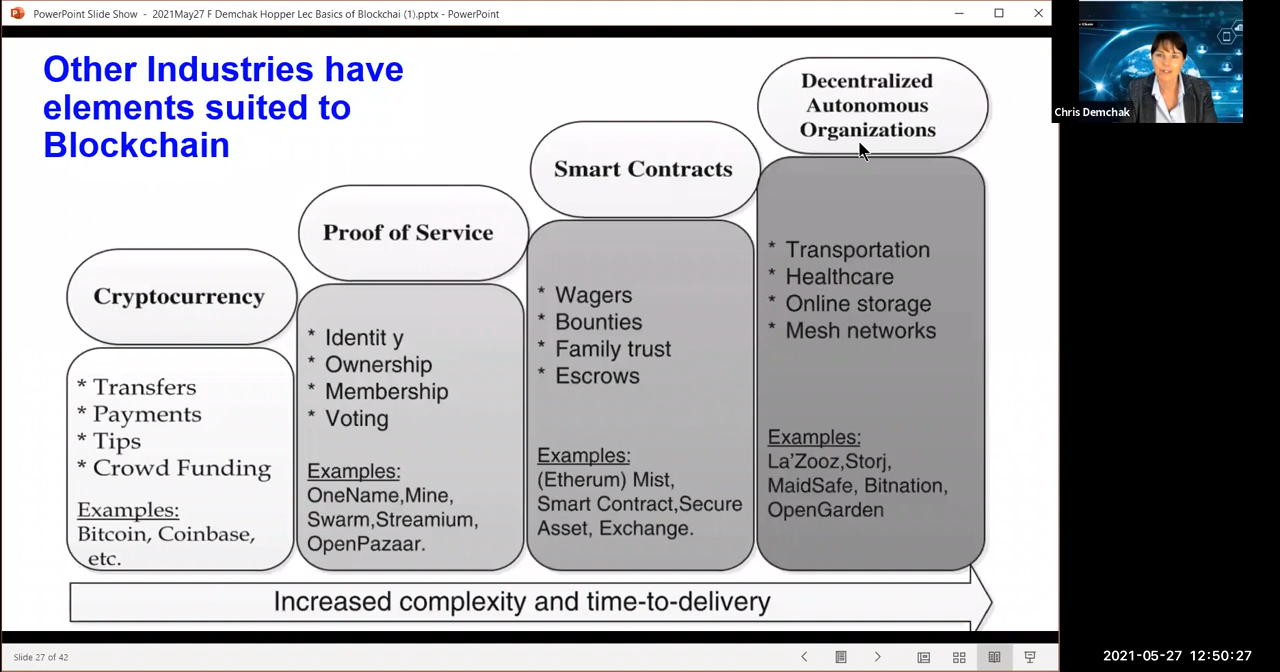 PowerPoint Slide Show - 2021May27 F Demchak Hopper Lec Basics of Blockchai (1).pptx - PowerPoint
Other Industries have
elements suited to
Blockchain
Cryptocurrency
* Transfers
* Payments
* Tips
* Crowd Funding
Examples:
Bitcoin, Coinbase,
etc.
Proof of Service
* Identit y
* Ownership
* Membership
* Voting
Examples:
OneName,Mine,
Swarm,Streamium,
OpenPazaar.
Smart Contracts
* Wagers
* Bounties
* Family trust
* Escrows
Examples:
(Etherum) Mist,
Smart Contract,Secure
Asset, Exchange.
Decentralized
Autonomous
Organizations
* Transportation
* Healthcare
* Online storage
* Mesh networks
Examples:
La'Zooz,Storj,
MaidSafe, Bitnation,
OpenGarden
Increased complexity and time-to-delivery
Chris Demchak
Slide 27 of 42
2021-05-27 12:50:27